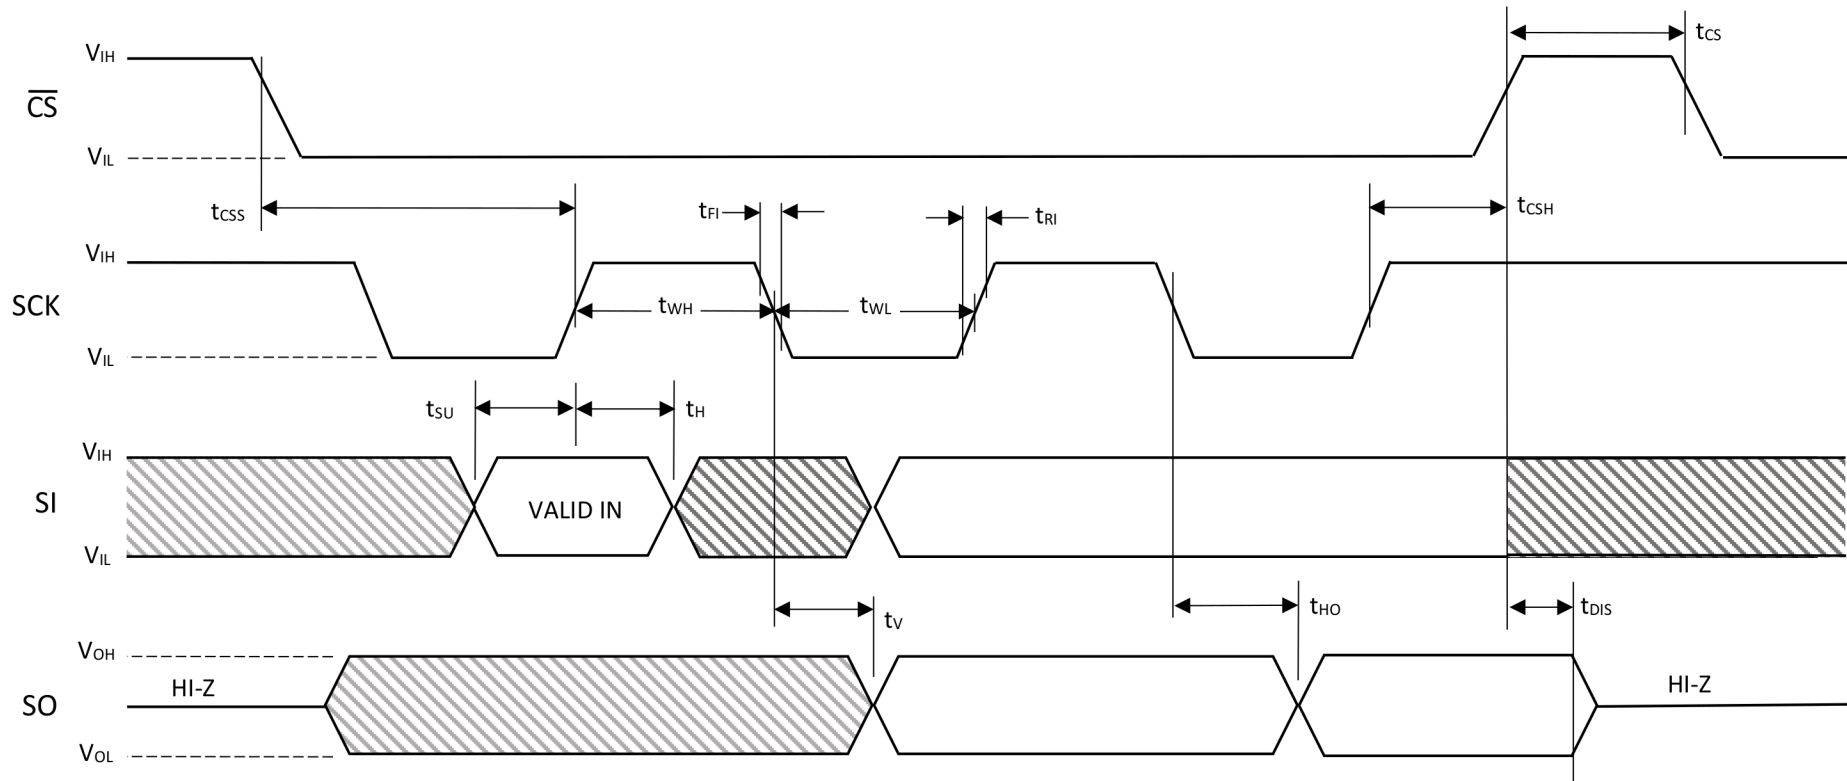 tCS
VIH
CS
VIL
tCSS
tFI
tRI
tCSH
VIH
SCK
tWH
tWL
VIL
tSU
tH
VIH
SI
VALID IN
VIL
tV
tHO
tDIS
VOH
HI-Z
HI-Z
SO
VOL